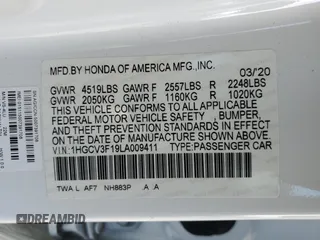 MFD.BY HONDA OF AMERICA MFG.,INC. 03/20
GVWR 4519LBS GAWR F 2557LBS R 2248LBS
GVWR 2050KG GAWR F 1160KG R 1020KG
THIS VEHICLE CONFORMS TO ALL APPLICABLE
FEDERAL MOTOR VEHICLE SAFETY, BUMPER,
AND THEFT PREVENTION STANDARDS IN EFFECT
ON THE DATE OF MANUFACTURE SHOWN ABOVE.
VIN:1HGCV3F19LA009411 TYPE:PASSENGER CAR
TWA L AF7 NH883P A A
DREAMBID